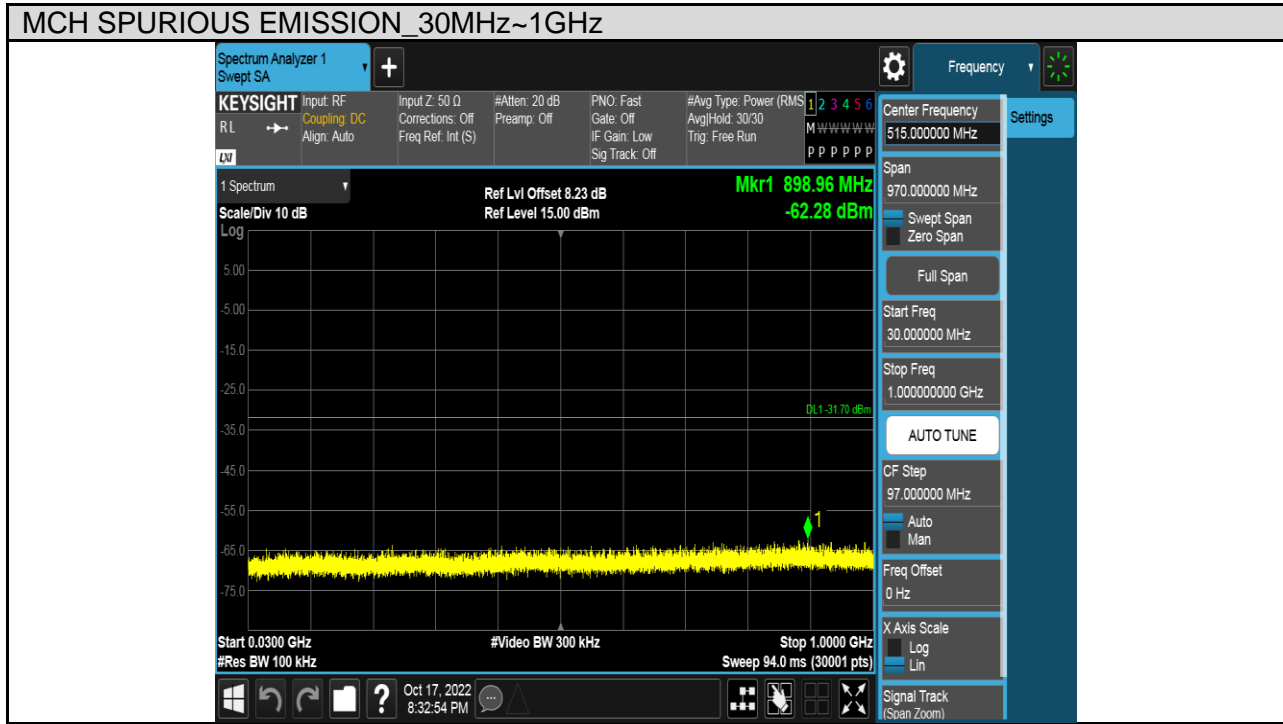 MCH SPURIOUS EMISSION_30MHz~1GHz
Spectrum Analyzer 1
Swept SA
+
Frequency
KEYSIGHT
RL
LXI
Input: RF
Coupling: DC
Align: Auto
Input Z: 50 Ω
Corrections: Off
Freq Ref: Int (S)
#Atten: 20 dB
Preamp: Off
PNO: Fast
Gate: Off
IF Gain: Low
Sig Track: Off
#Avg Type: Power (RMS
Avg|Hold: 30/30
Trig: Free Run
1 2 3 4 5 6
M W W W W W
P P P P P P
1 Spectrum
Scale/Div 10 dB
Log
Ref Lvl Offset 8.23 dB
Ref Level 15.00 dBm
Mkr1 898.96 MHz
-62.28 dBm
5.00
-5.00
-15.0
-25.0
DL1 -31.70 dBm
-35.0
-45.0
-55.0
1
-65.0
-75.0
Start 0.0300 GHz
#Res BW 100 kHz
#Video BW 300 kHz
Stop 1.0000 GHz
Sweep 94.0 ms (30001 pts)
Center Frequency
515.000000 MHz
Settings
Span
970.000000 MHz
Swept Span
Zero Span
Full Span
Start Freq
30.000000 MHz
Stop Freq
1.000000000 GHz
AUTO TUNE
CF Step
97.000000 MHz
Auto
Man
Freq Offset
0 Hz
X Axis Scale
Log
Lin
Signal Track
(Span Zoom)
?
Oct 17, 2022
8:32:54 PM